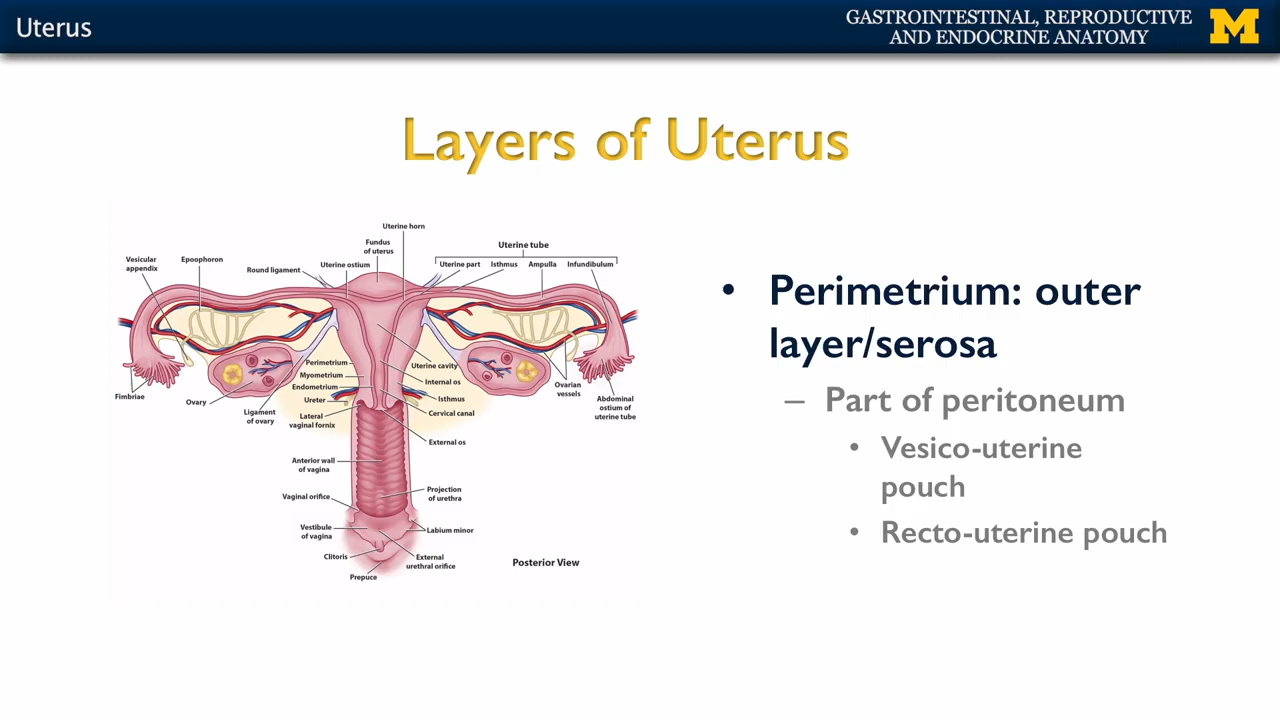 Uterus
GASTROINTESTINAL, REPRODUCTIVE
AND ENDOCRINE ANATOMY
M
Layers of Uterus
Uterine horn
Fundus
of uterus
Uterine tube
Vesicular
appendix
Epoophoron
Round ligament
Uterine ostium
Uterine part
Isthmus
Ampulla
Infundibulum
Perimetrium
Myometrium
Endometrium
Ureter
Lateral
vaginal fornix
Uterine cavity
Internal os
Isthmus
Cervical canal
External os
Fimbriae
Ovary
Ligament
of ovary
Ovarian
vessels
Abdominal
ostium of
uterine tube
Anterior wall
of vagina
Vaginal orifice
Projection
of urethra
Vestibule
of vagina
Labium minor
Clitoris
External
urethral orifice
Prepuce
Posterior View
• Perimetrium: outer
layer/serosa
– Part of peritoneum
• Vesico-uterine
pouch
• Recto-uterine pouch